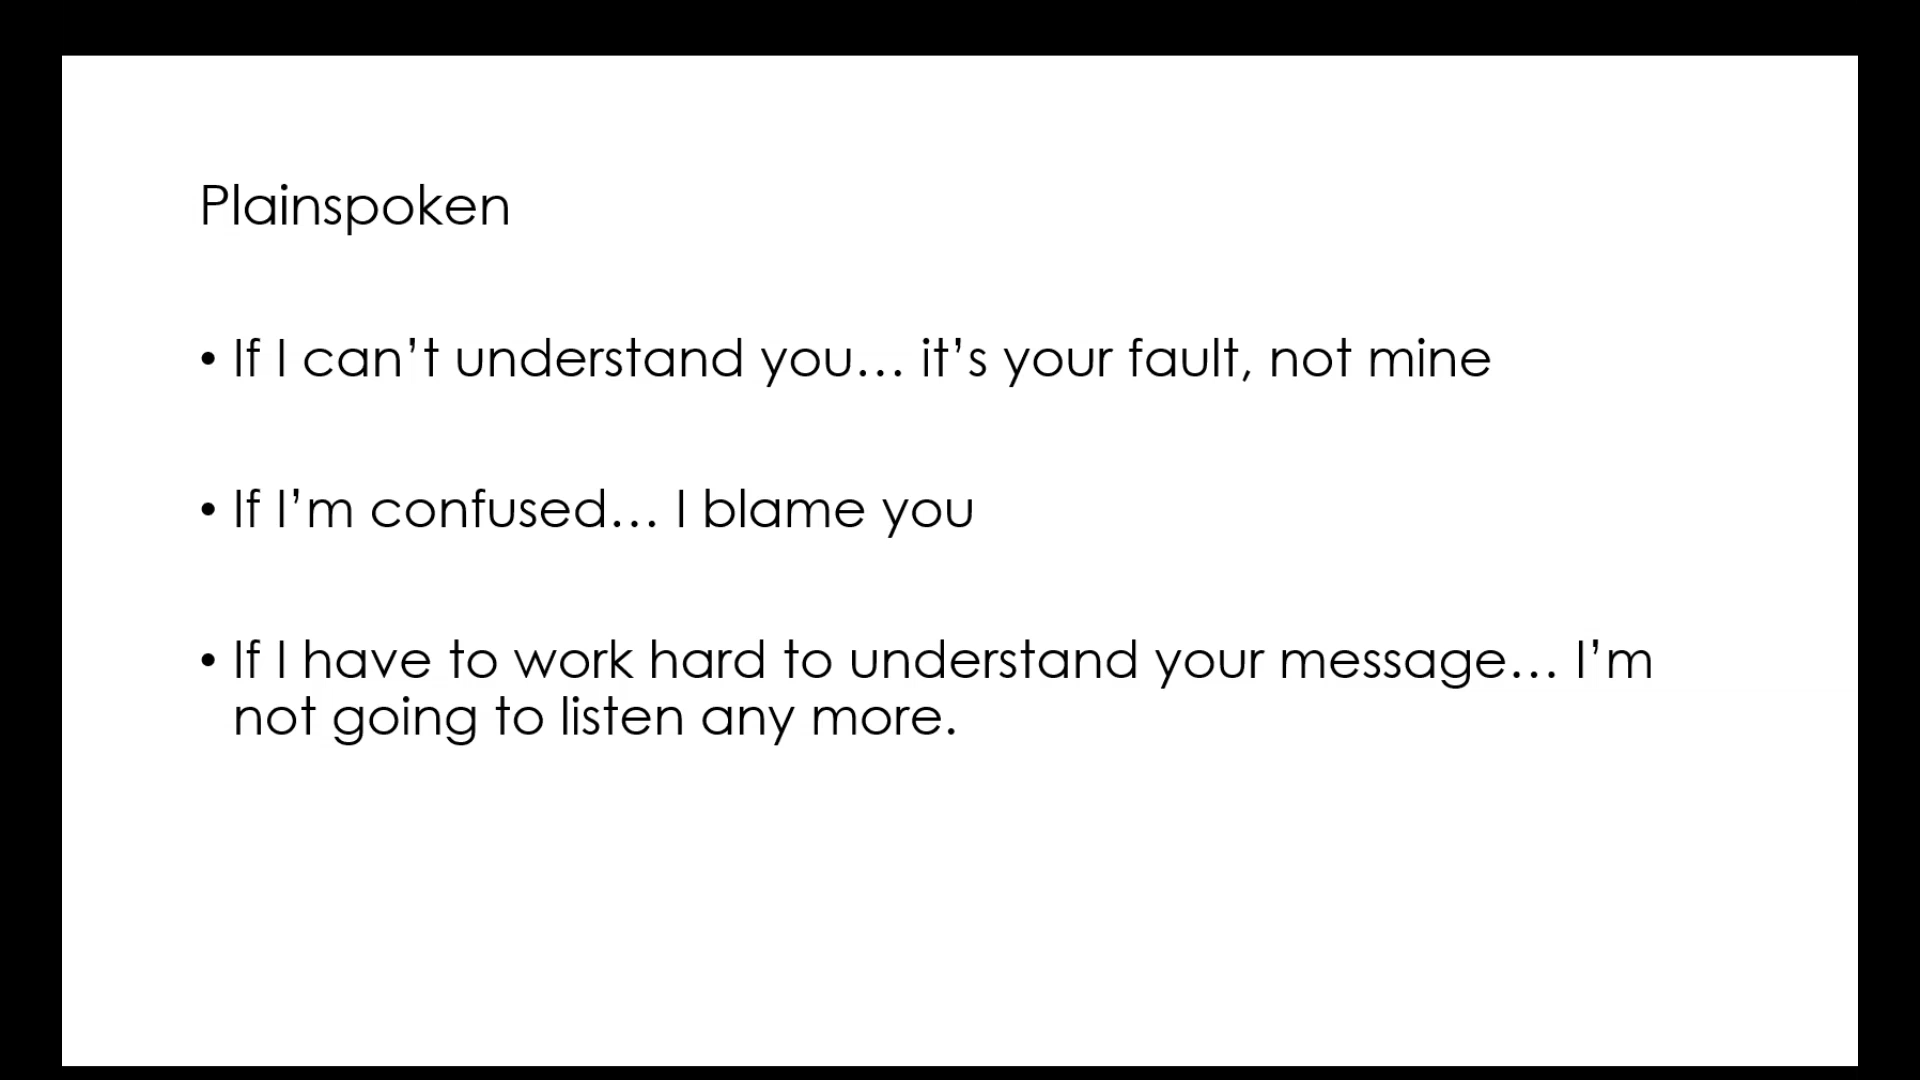 Plainspoken
• If I can’t understand you… it’s your fault, not mine
• If I’m confused… I blame you
• If I have to work hard to understand your message… I’m
not going to listen any more.